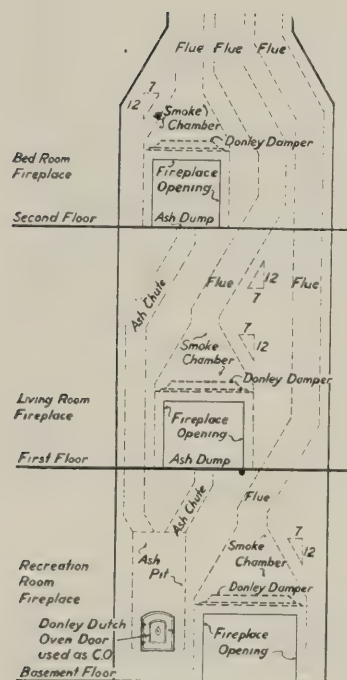 Flue Flue Flue
7
12
Smoke
Chamber
Donley Damper
Bed Room
Fireplace
Fireplace
Opening
Second Floor
Ash Dump
Ash Chute
Flue
12
7
Flue
7
12
Smoke
Chamber
Donley Damper
Living Room
Fireplace
Fireplace
Opening
First Floor
Ash Dump
Ash Chute
Flue
7
12
Smoke
Chamber
Donley Damper
Recreation
Room
Fireplace
Ash
Pit
Donley Dutch
Oven Door
used as C.O.
Fireplace
Opening
Basement Floor